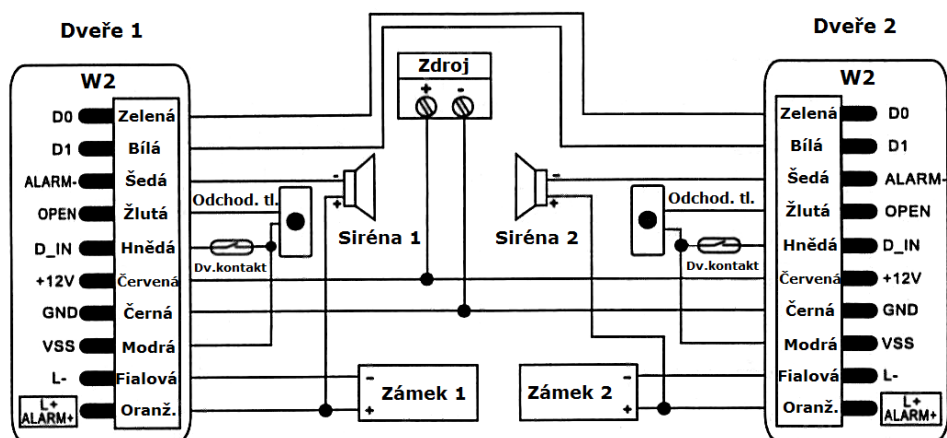 Dveře 1
Dveře 2
W2
Zdroj
W2
+ -
D0 Zelená
Zelená D0
D1 Bílá
Bílá D1
ALARM- Šedá
-
-
Šedá ALARM-
+
+
OPEN Žlutá
Odchod. tl.
Odchod. tl.
Žlutá OPEN
Siréna 1
Siréna 2
D_IN Hnědá
Hnědá D_IN
Dv.kontakt
Dv.kontakt
+12V Červená
Červená +12V
GND Černá
Černá GND
VSS Modrá
Modrá VSS
L- Fialová
-
-
Fialová L-
Zámek 1
Zámek 2
L+
ALARM+
Oranž.
+
+
Oranž.
L+
ALARM+